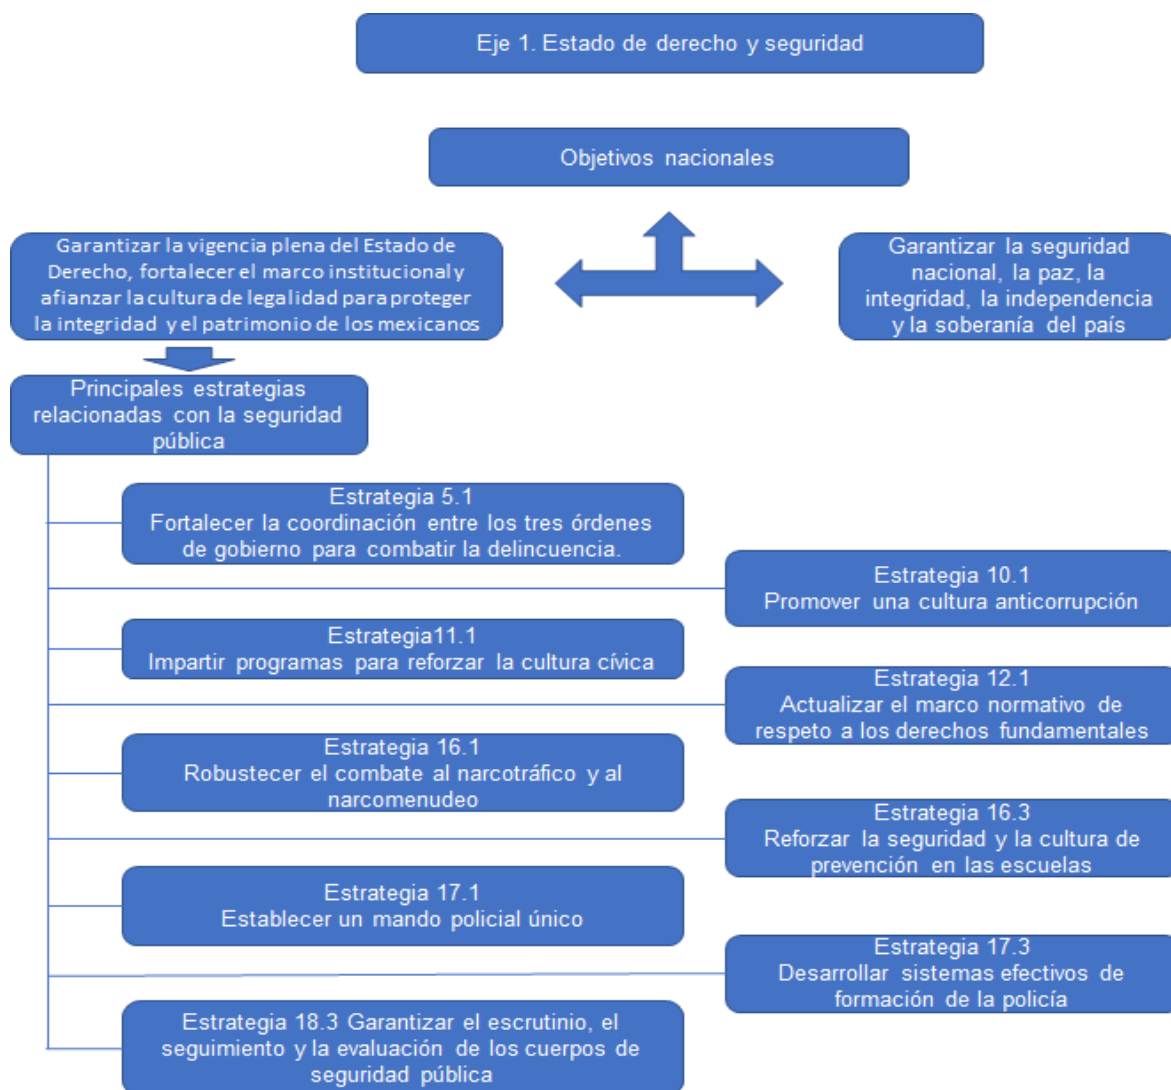 Eje 1. Estado de derecho y seguridad
Objetivos nacionales
Garantizar la vigencia plena del Estado de
Derecho, fortalecer el marco institucional y
afianzar la cultura de legalidad para proteger
la integridad y el patrimonio de los mexicanos
Garantizar la seguridad
nacional, la paz, la
integridad, la independencia
y la soberanía del país
Principales estrategias
relacionadas con la seguridad
pública
Estrategia 5.1
Fortalecer la coordinación entre los tres órdenes
de gobierno para combatir la delincuencia.
Estrategia 10.1
Promover una cultura anticorrupción
Estrategia11.1
Impartir programas para reforzar la cultura cívica
Estrategia 12.1
Actualizar el marco normativo de
respeto a los derechos fundamentales
Estrategia 16.1
Robustecer el combate al narcotráfico y al
narcomenudeo
Estrategia 16.3
Reforzar la seguridad y la cultura de
prevención en las escuelas
Estrategia 17.1
Establecer un mando policial único
Estrategia 17.3
Desarrollar sistemas efectivos de
formación de la policía
Estrategia 18.3 Garantizar el escrutinio, el
seguimiento y la evaluación de los cuerpos de
seguridad pública